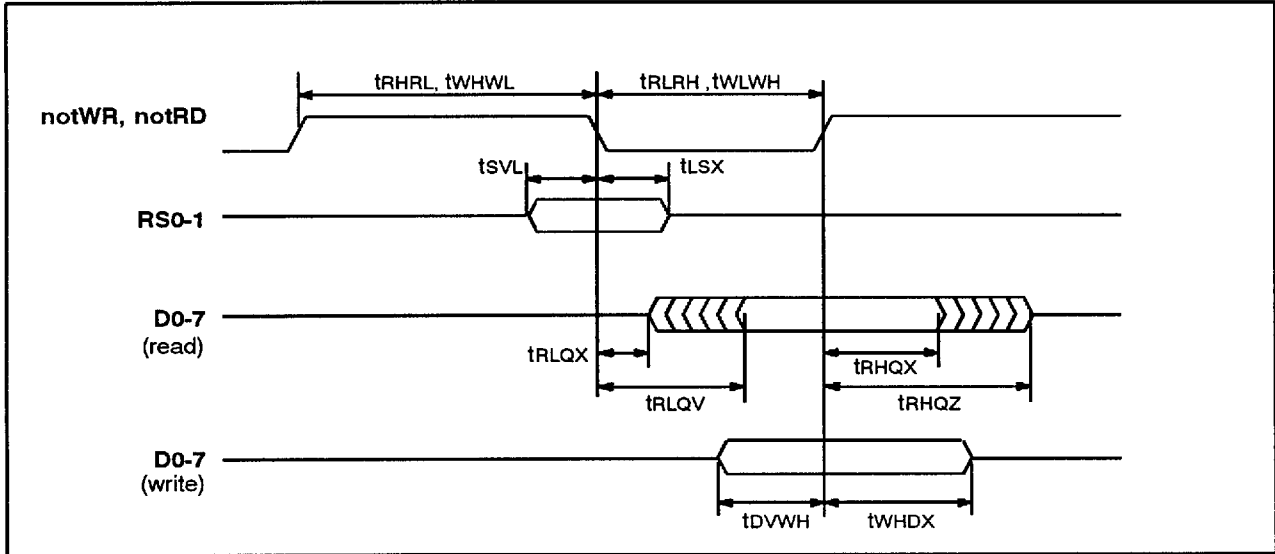 tRHRL, tWHWL
tRLRH ,tWLWH
notWR, notRD
tSVL
tLSX
RS0-1
D0-7
(read)
tRLQX
tRHQX
tRLQV
tRHQZ
D0-7
(write)
tDVWH
tWHDX